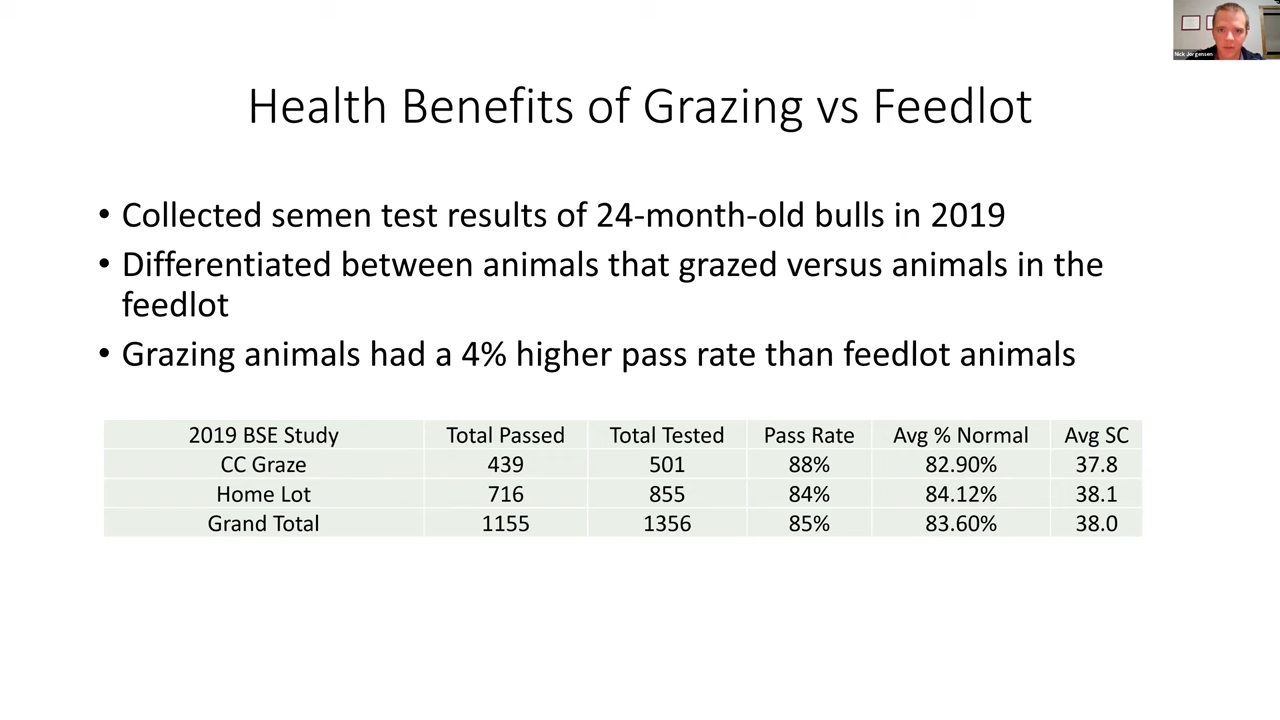 Nick Jorgensen
Health Benefits of Grazing vs Feedlot
• Collected semen test results of 24-month-old bulls in 2019
• Differentiated between animals that grazed versus animals in the
feedlot
• Grazing animals had a 4% higher pass rate than feedlot animals
2019 BSE Study Total Passed Total Tested Pass Rate Avg % Normal Avg SC
CC Graze 439 501 88% 82.90% 37.8
Home Lot 716 855 84% 84.12% 38.1
Grand Total 1155 1356 85% 83.60% 38.0